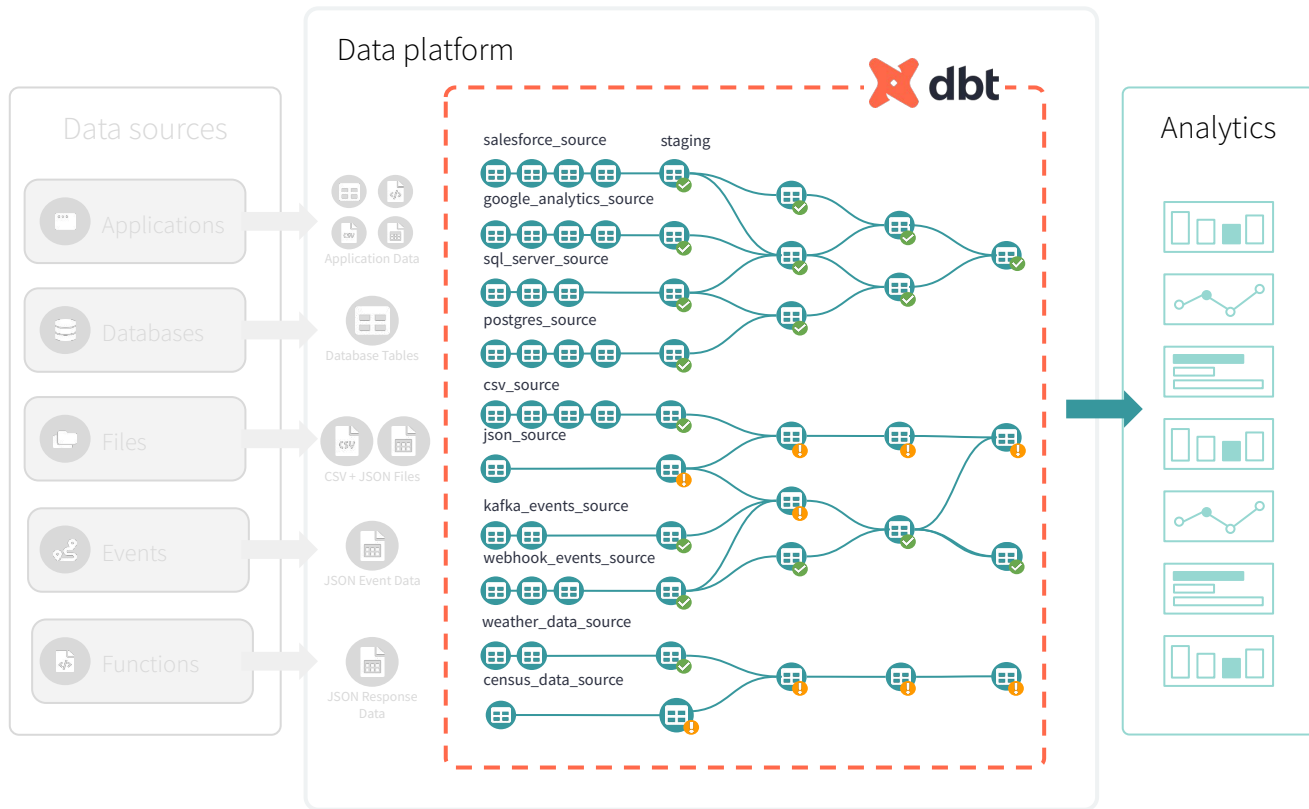 Data platform
dbt
Data sources
Applications
Databases
Files
Events
Functions
CSV
Application Data
Database Tables
CSV
CSV + JSON Files
JSON Event Data
JSON Response
Data
salesforce_source
staging
google_analytics_source
sql_server_source
postgres_source
csv_source
json_source
kafka_events_source
webhook_events_source
weather_data_source
census_data_source
Analytics